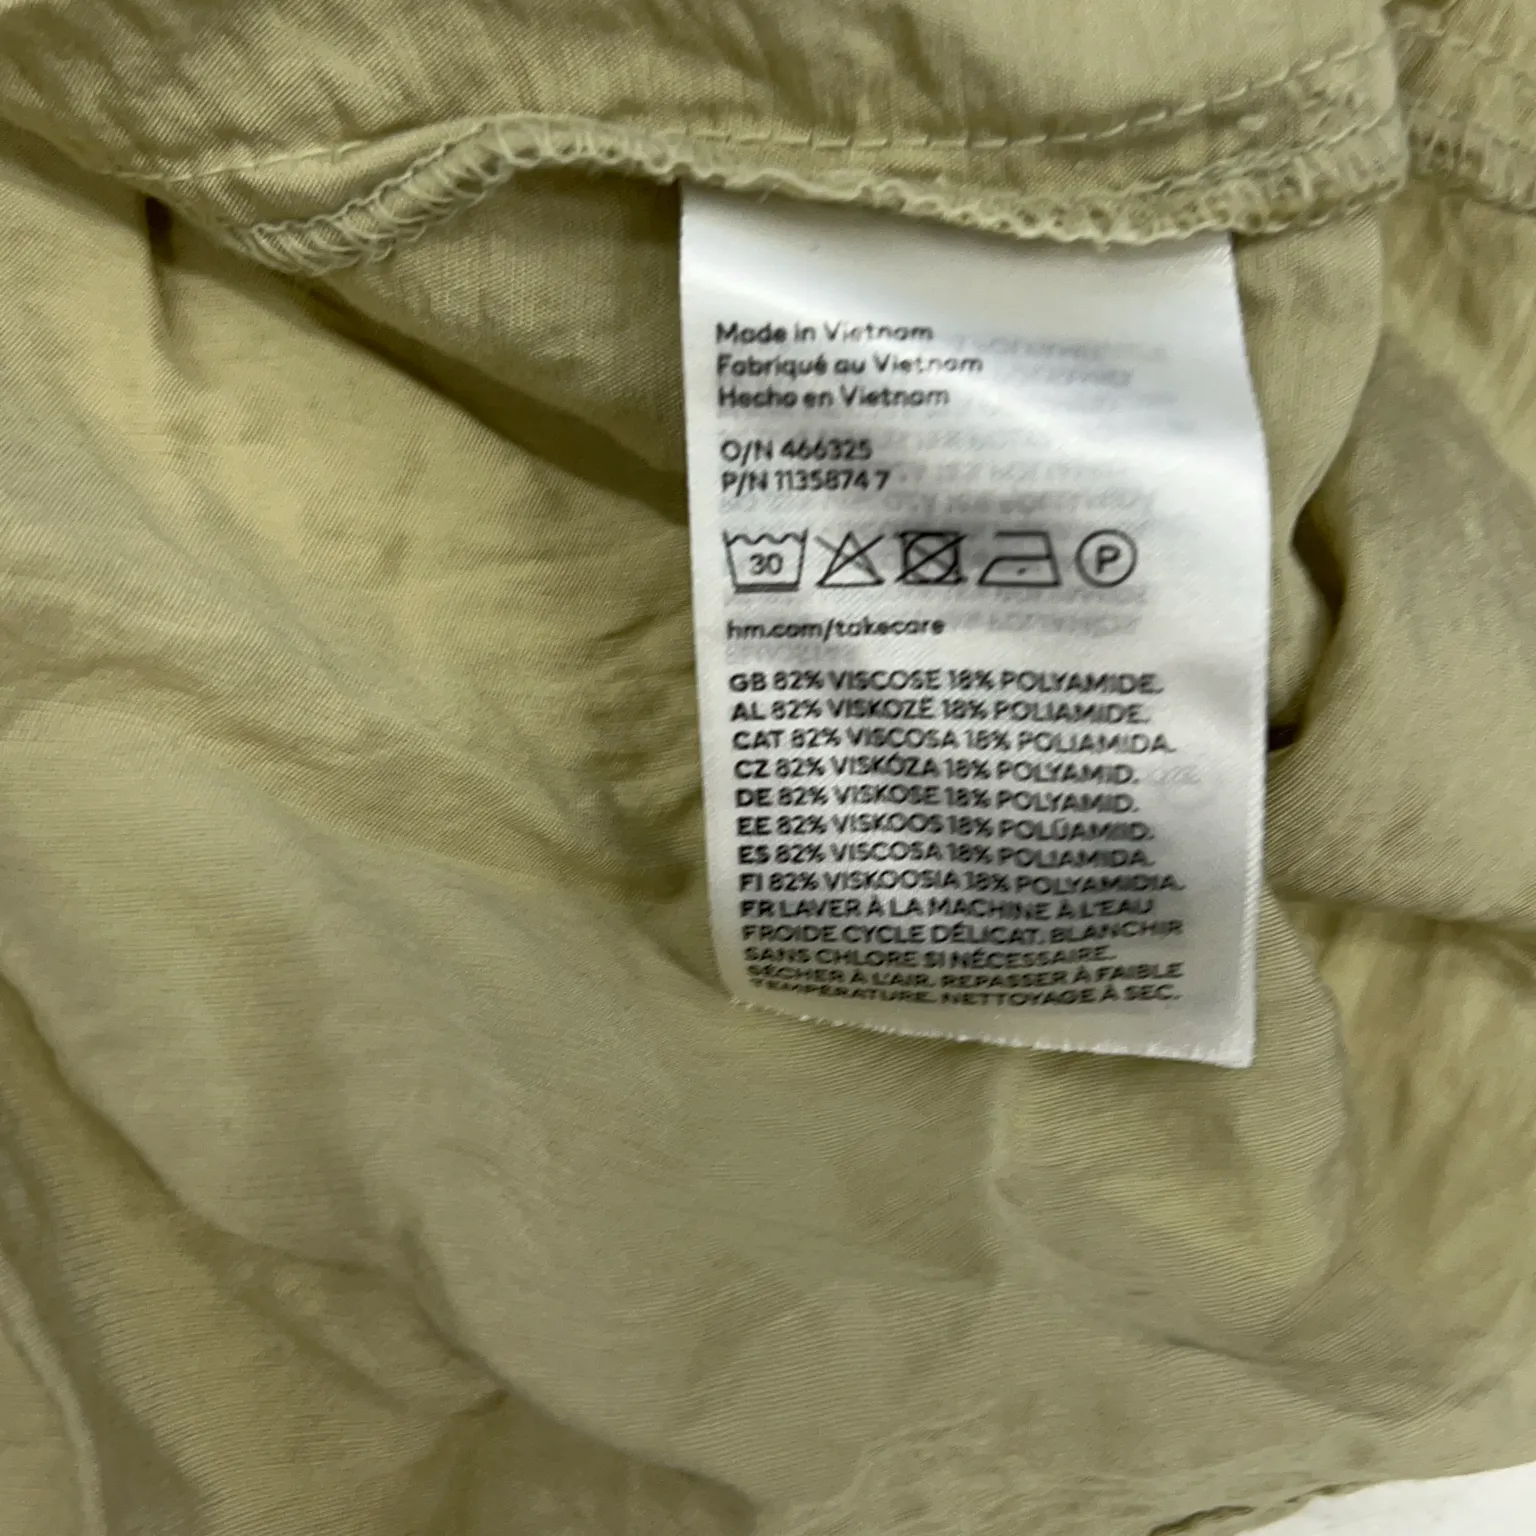 Made in Vietnam
Fabriqué au Vietnam
Hecho en Vietnam
O/N 466325
P/N 1135874 7
30 P
hm.com/takecare
GB 82% VISCOSE 18% POLYAMIDE.
AL 82% VISKOZË 18% POLIAMIDE.
CAT 82% VISCOSA 18% POLIAMIDA.
CZ 82% VISKÓZA 18% POLYAMID.
DE 82% VISKOSE 18% POLYAMID.
EE 82% VISKOOS 18% POLÜAMIID.
ES 82% VISCOSA 18% POLIAMIDA.
FI 82% VISKOOSIA 18% POLYAMIDIA.
FR LAVER À LA MACHINE À L'EAU
FROIDE CYCLE DÉLICAT. BLANCHIR
SANS CHLORE SI NÉCESSAIRE.
SÉCHER À L'AIR. REPASSER À FAIBLE
TEMPÉRATURE. NETTOYAGE À SEC.